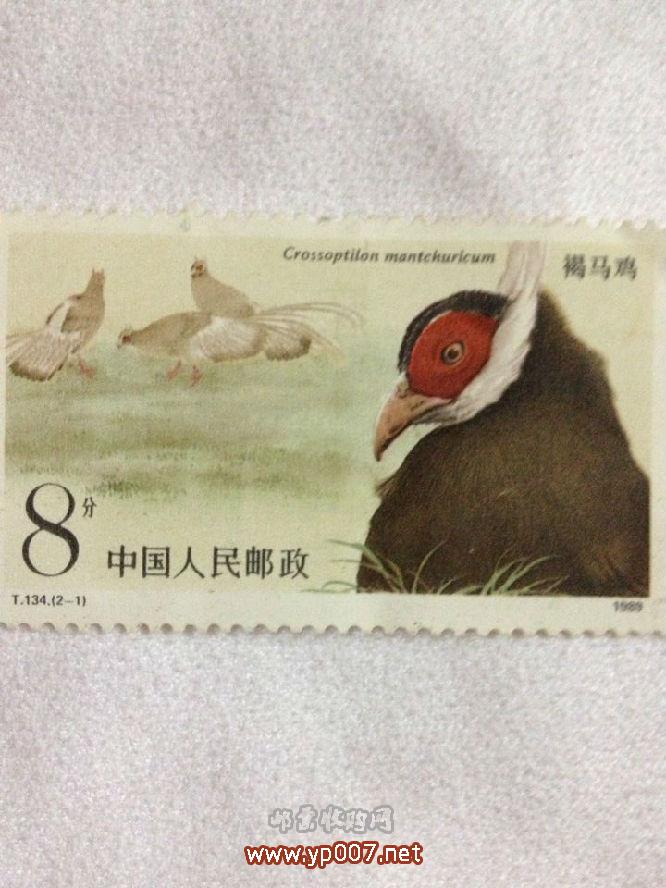 Crossoptilon mantchuricum
褐马鸡
8分
中国人民邮政
T.134.(2-1)
1989
邮票收购网
www.yp007.net